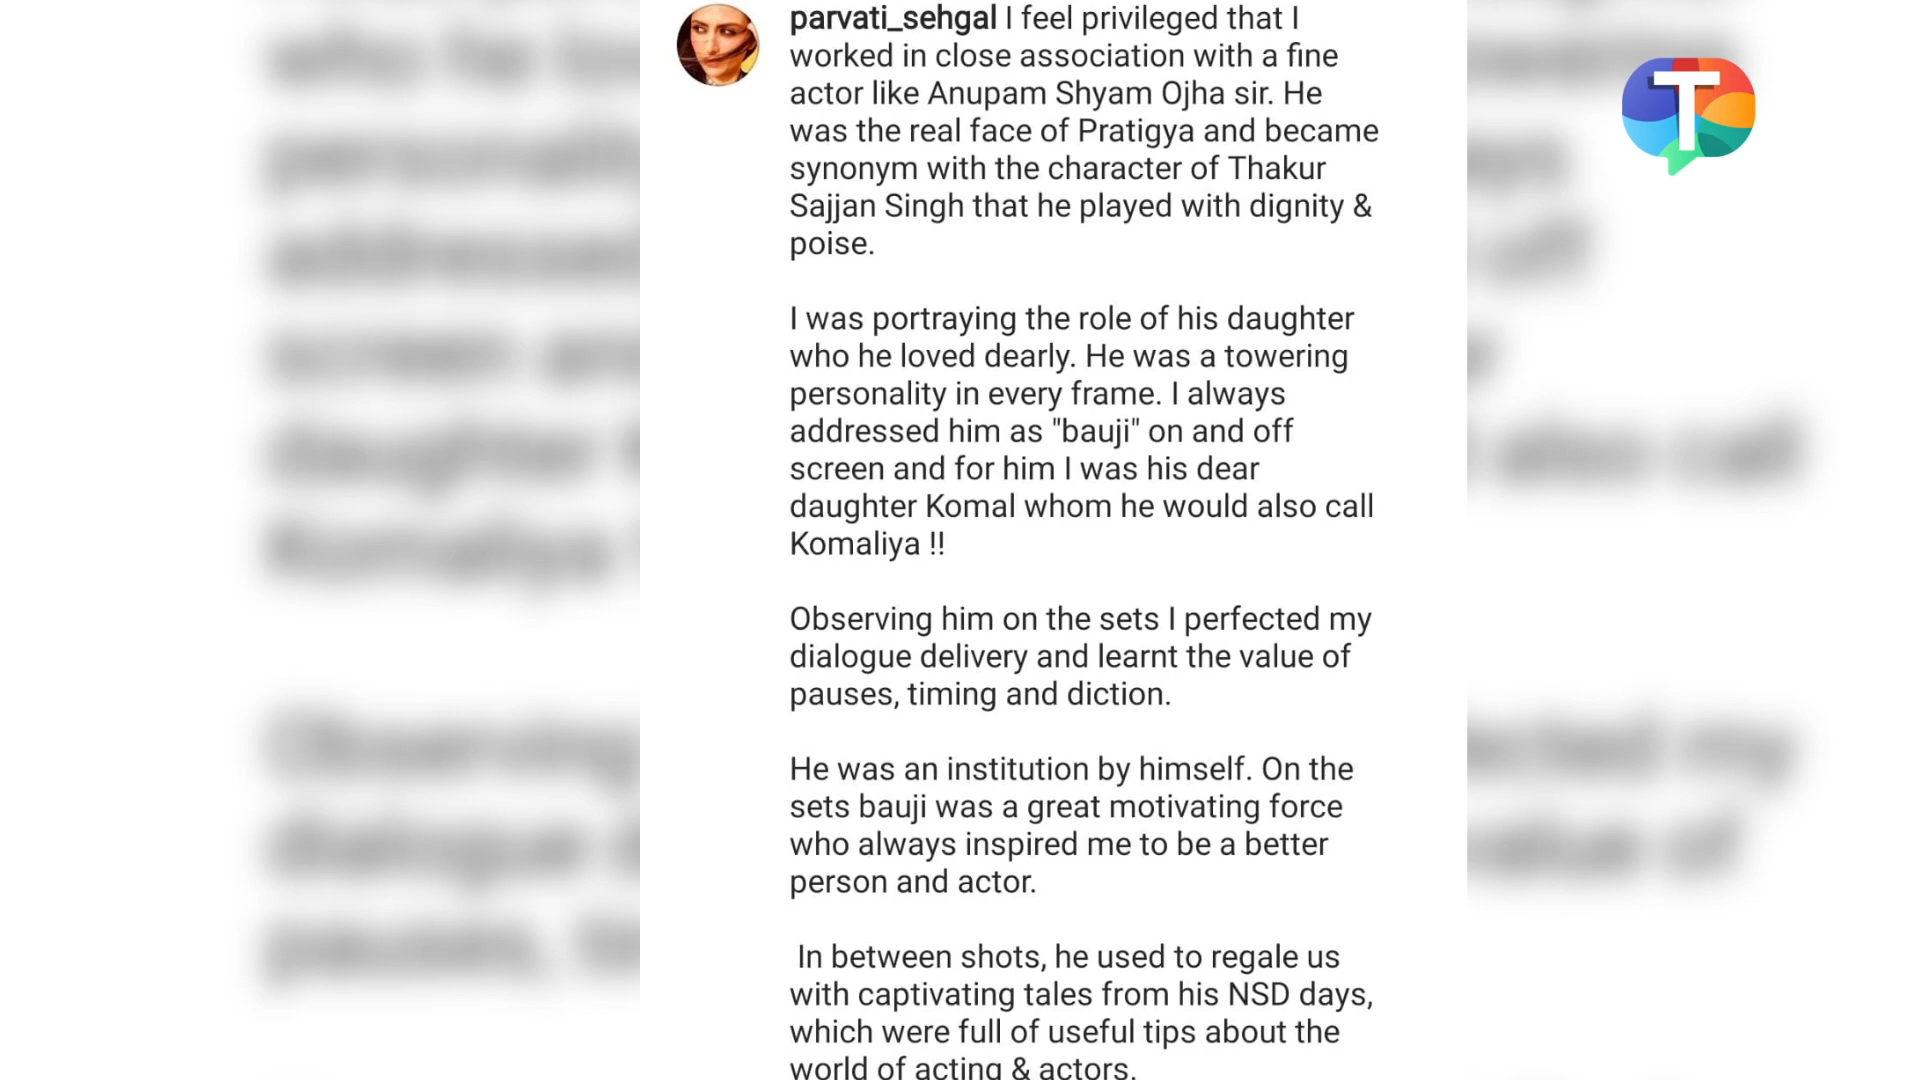 parvati_sehgal I feel privileged that I
worked in close association with a fine
actor like Anupam Shyam Ojha sir. He
was the real face of Pratigya and became
synonym with the character of Thakur
Sajjan Singh that he played with dignity &
poise.
I was portraying the role of his daughter
who he loved dearly. He was a towering
personality in every frame. I always
addressed him as "bauji" on and off
screen and for him I was his dear
daughter Komal whom he would also call
Komaliya !!
Observing him on the sets I perfected my
dialogue delivery and learnt the value of
pauses, timing and diction.
He was an institution by himself. On the
sets bauji was a great motivating force
who always inspired me to be a better
person and actor.
In between shots, he used to regale us
with captivating tales from his NSD days,
which were full of useful tips about the
world of acting & actors.
T